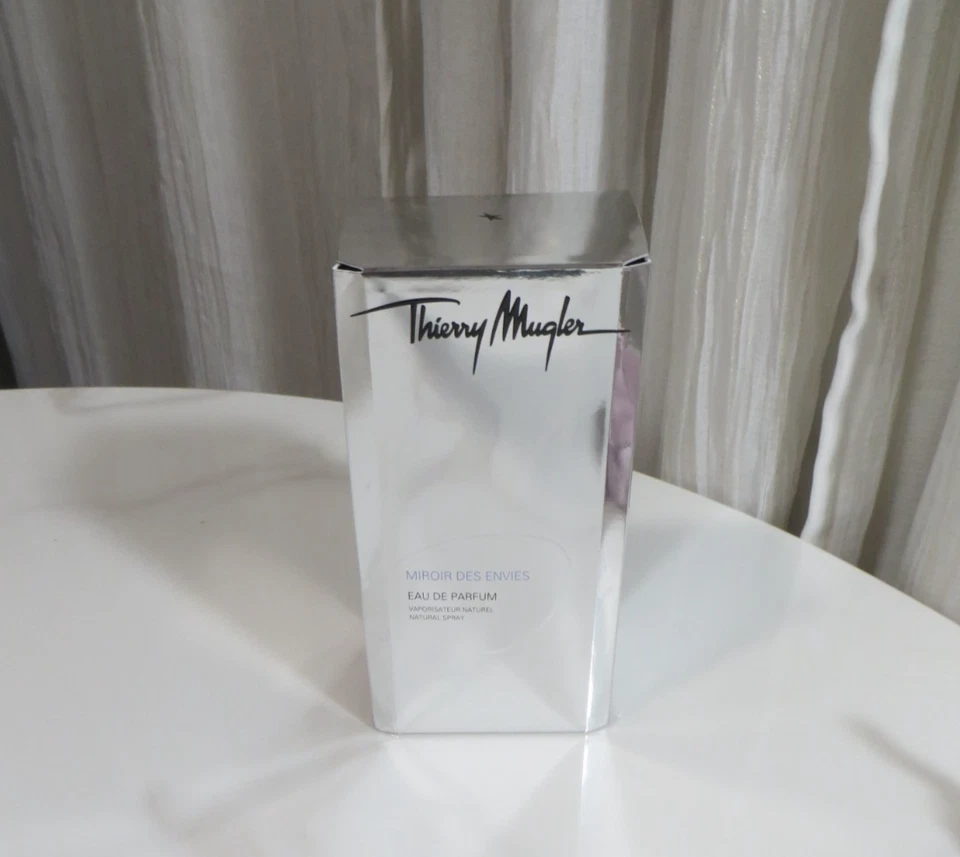 Thierry Mugler
MIROIR DES ENVIES
EAU DE PARFUM
VAPORISATEUR NATUREL
NATURAL SPRAY